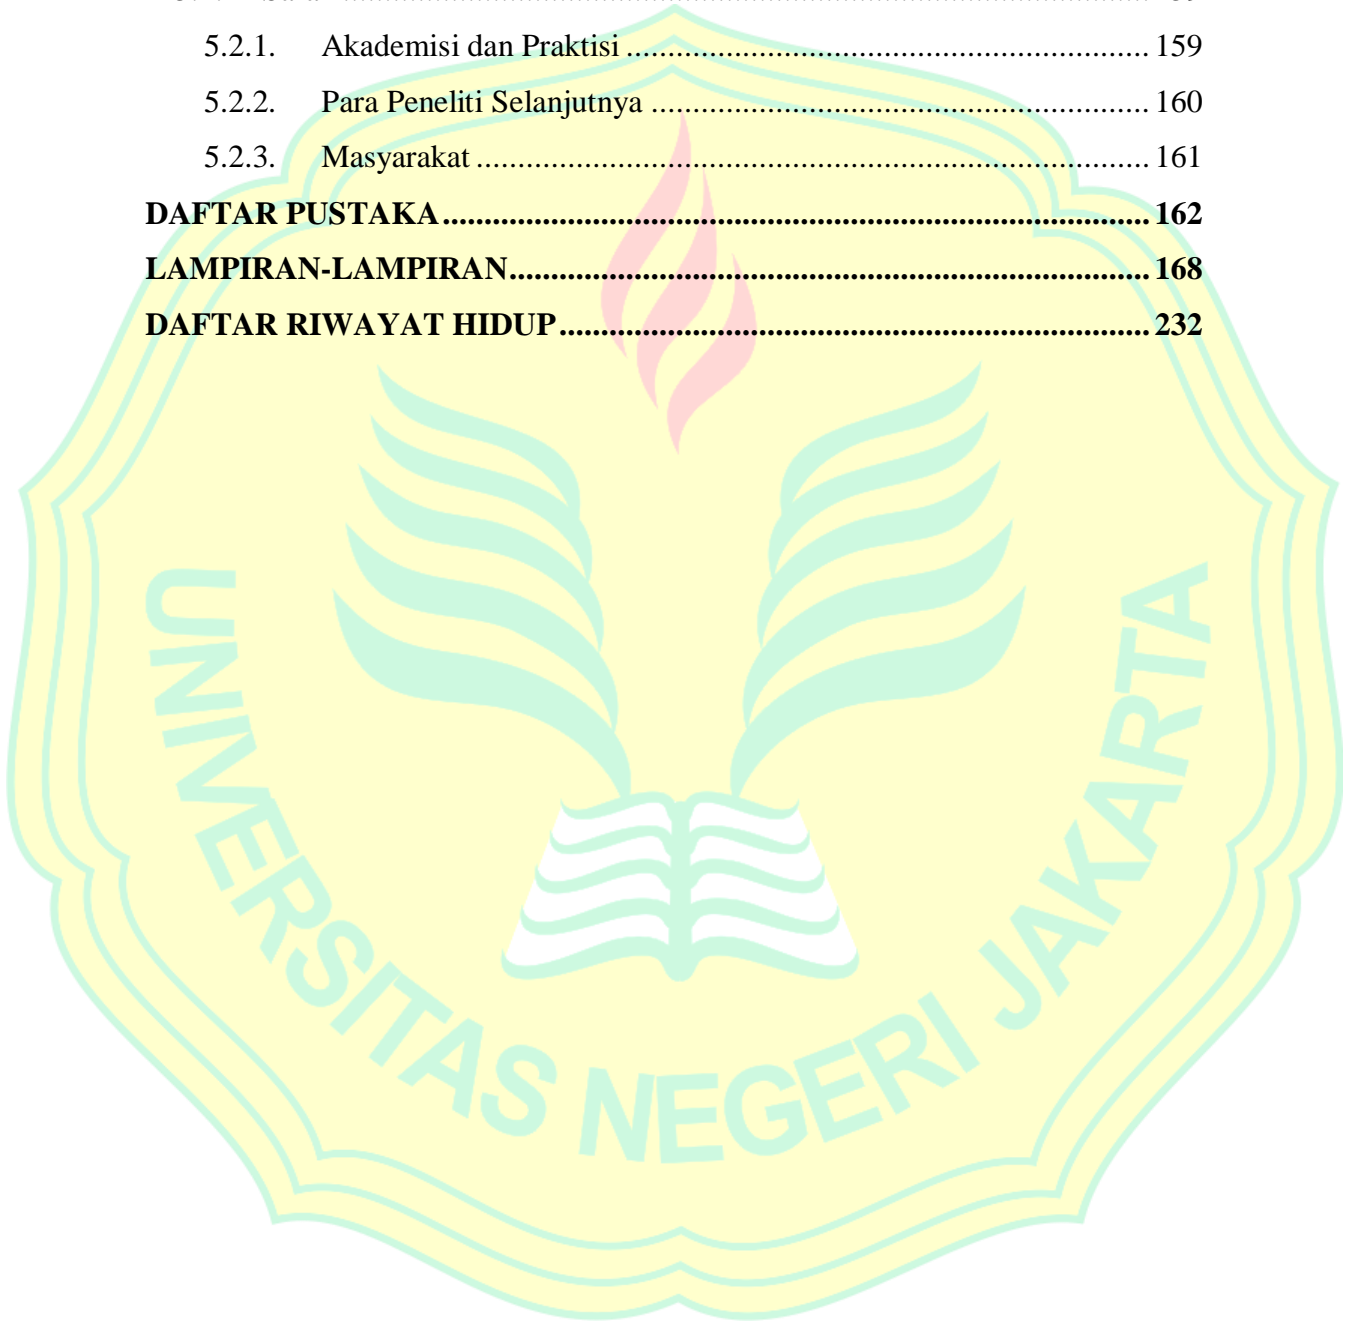 5.2.1. Akademisi dan Praktisi ........................................................ 159
5.2.2. Para Peneliti Selanjutnya ........................................................ 160
5.2.3. Masyarakat ........................................................ 161
DAFTAR PUSTAKA ........................................................ 162
LAMPIRAN-LAMPIRAN ........................................................ 168
DAFTAR RIWAYAT HIDUP ........................................................ 232
UNIVERSITAS NEGERI JAKARTA